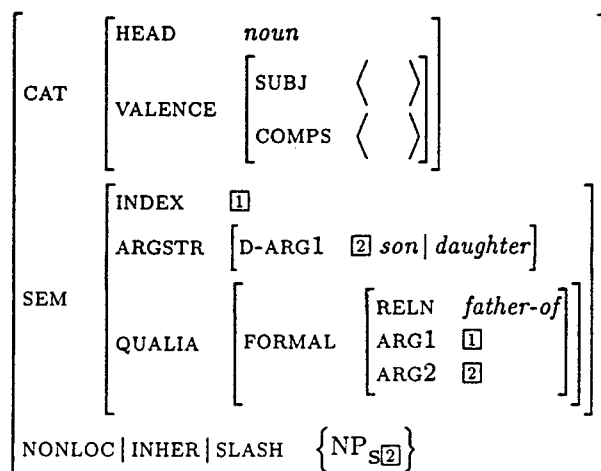 HEAD noun
SUBJ ⟨ ⟩
CAT
VALENCE
COMPS ⟨ ⟩
INDEX 1
ARGSTR [D-ARG1 2 son | daughter]
SEM
RELN father-of
QUALIA FORMAL ARG1 1
ARG2 2
NONLOC | INHER | SLASH {NP_S2}